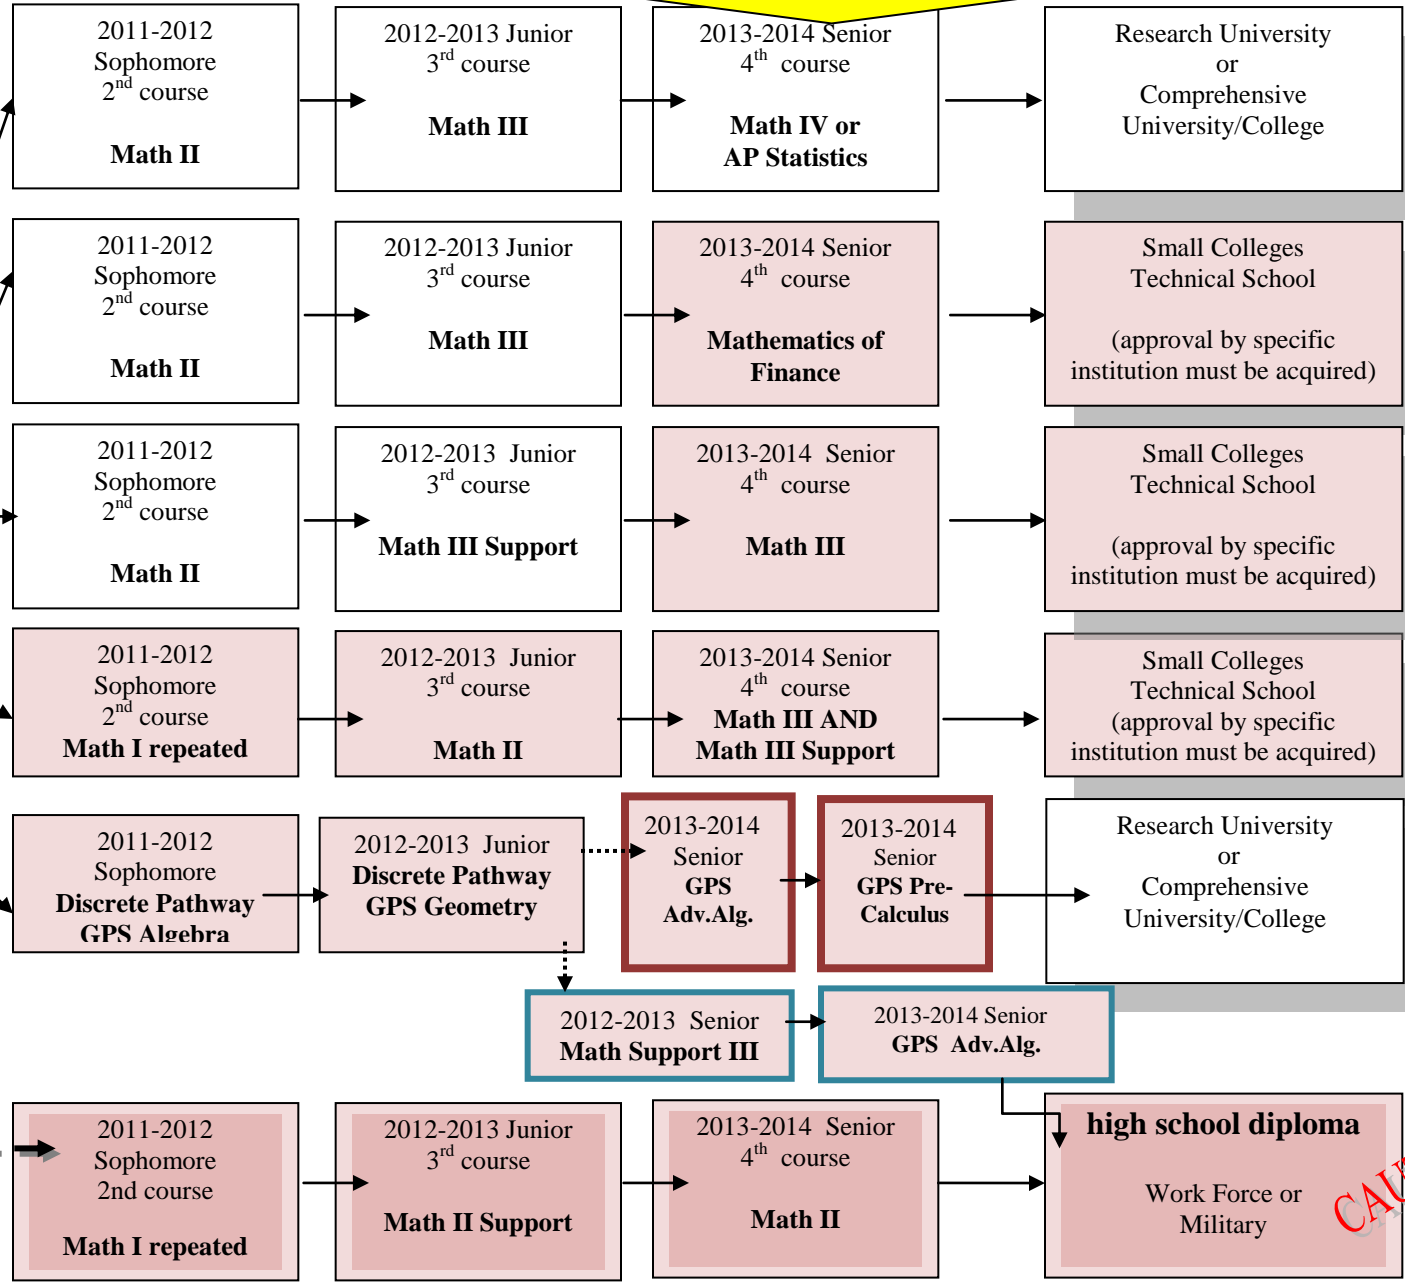 2011-2012
Sophomore
2nd course
Math II
2012-2013 Junior
3rd course
Math III
2013-2014 Senior
4th course
Math IV or
AP Statistics
Research University
or
Comprehensive
University/College
2011-2012
Sophomore
2nd course
Math II
2012-2013 Junior
3rd course
Math III
2013-2014 Senior
4th course
Mathematics of
Finance
Small Colleges
Technical School
(approval by specific
institution must be acquired)
2011-2012
Sophomore
2nd course
Math II
2012-2013 Junior
3rd course
Math III Support
2013-2014 Senior
4th course
Math III
Small Colleges
Technical School
(approval by specific
institution must be acquired)
2011-2012
Sophomore
2nd course
Math I repeated
2012-2013 Junior
3rd course
Math II
2013-2014 Senior
4th course
Math III AND
Math III Support
Small Colleges
Technical School
(approval by specific
institution must be acquired)
2011-2012
Sophomore
Discrete Pathway
GPS Algebra
2012-2013 Junior
Discrete Pathway
GPS Geometry
2013-2014
Senior
GPS
Adv.Alg.
2013-2014
Senior
GPS Pre-
Calculus
Research University
or
Comprehensive
University/College
2012-2013 Senior
Math Support III
2013-2014 Senior
GPS Adv.Alg.
2011-2012
Sophomore
2nd course
Math I repeated
2012-2013 Junior
3rd course
Math II Support
2013-2014 Senior
4th course
Math II
high school diploma
Work Force or
Military
CAU